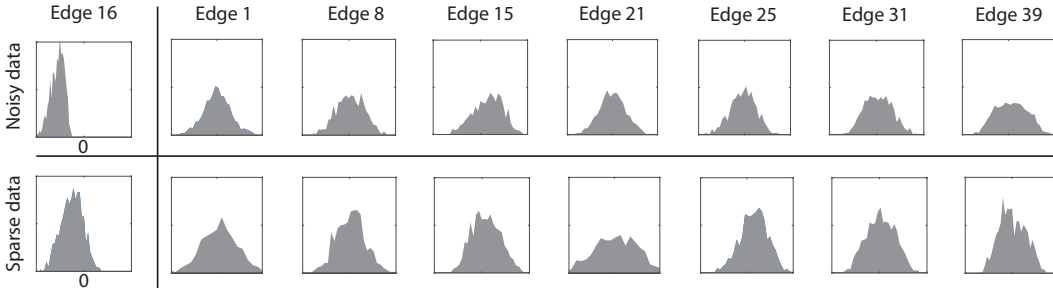 Edge 16 Edge 1 Edge 8 Edge 15 Edge 21 Edge 25 Edge 31 Edge 39
Noisy data
0
Sparse data
0